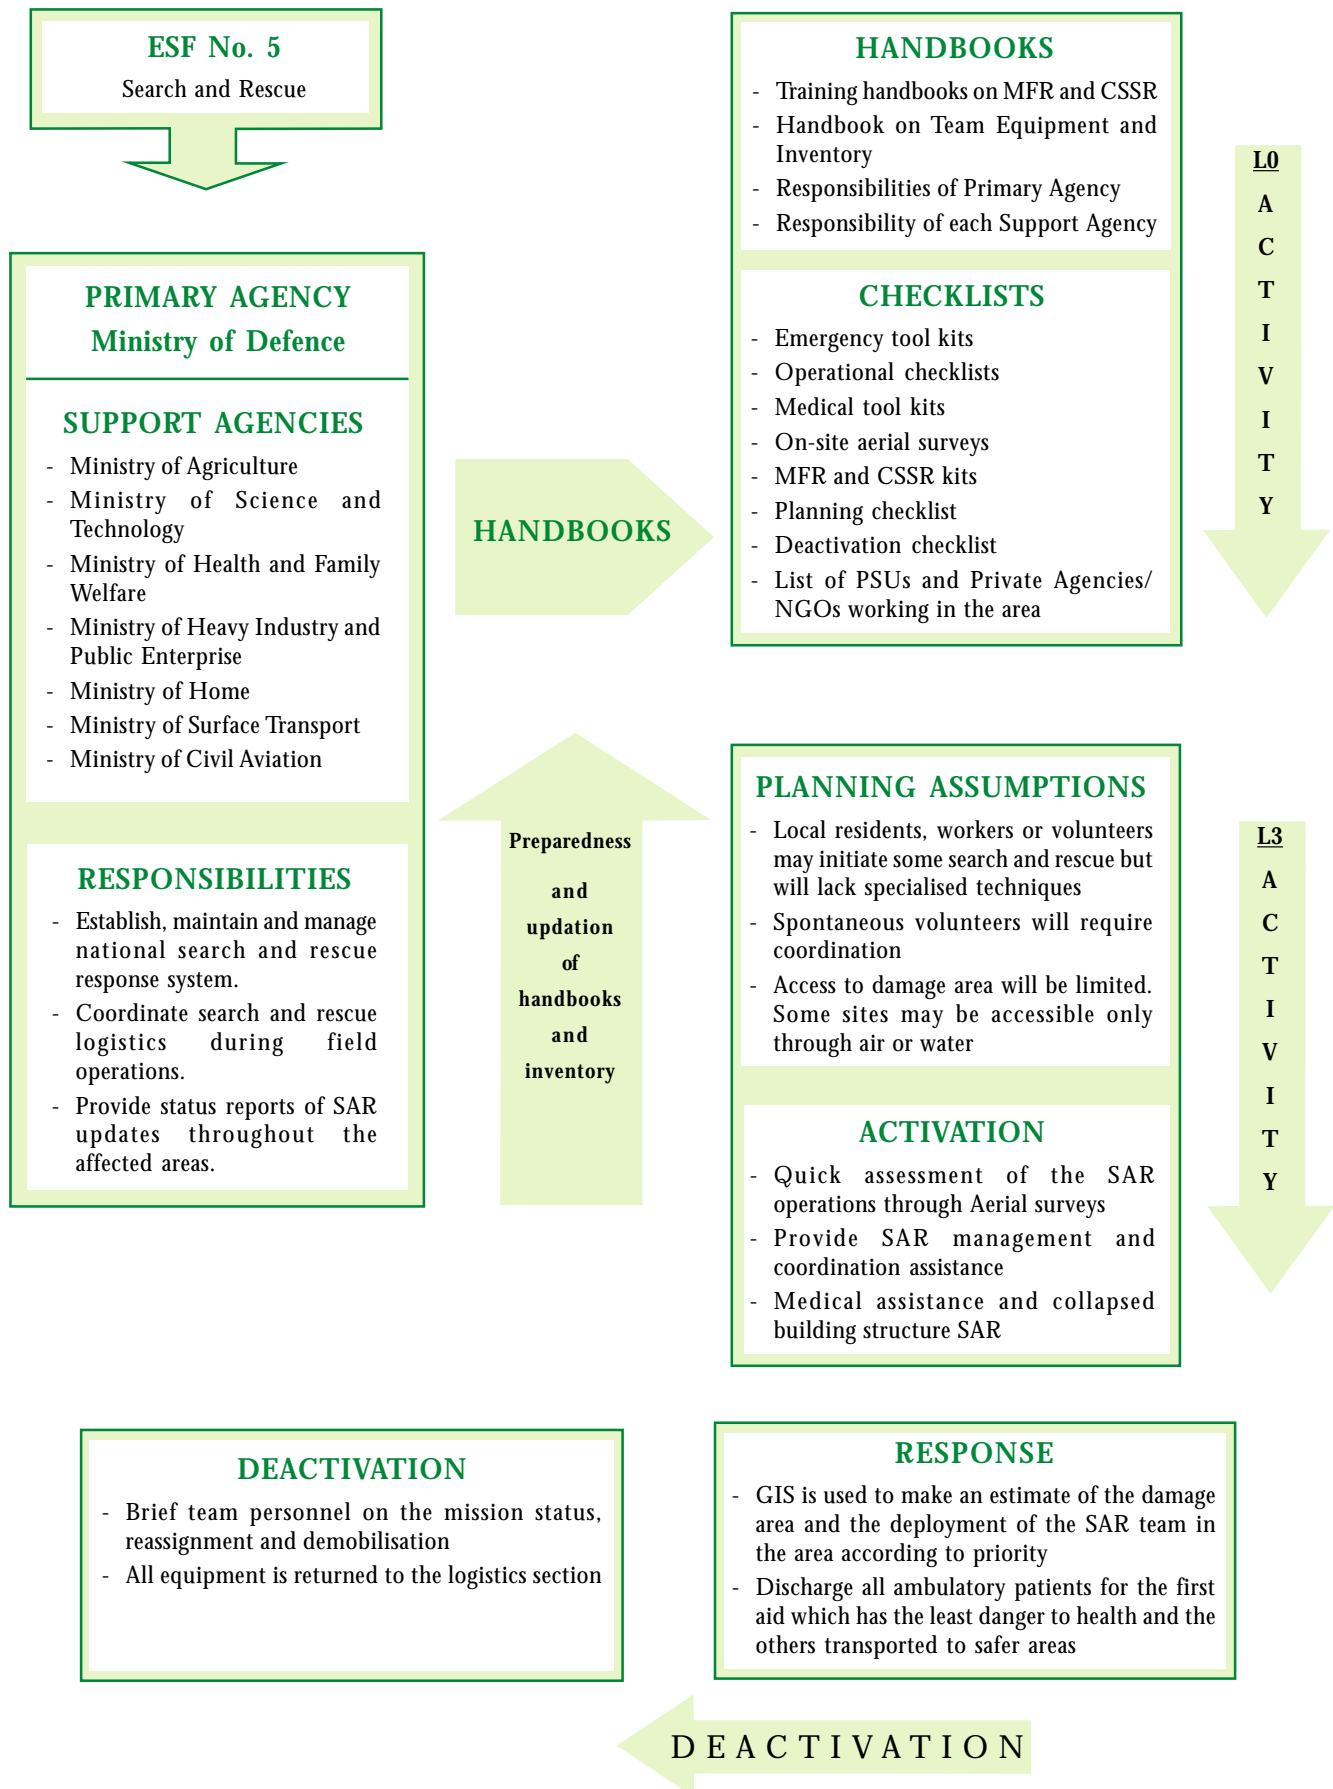 ESF No. 5
Search and Rescue
PRIMARY AGENCY
Ministry of Defence
SUPPORT AGENCIES
- Ministry of Agriculture
- Ministry of Science and
Technology
- Ministry of Health and Family
Welfare
- Ministry of Heavy Industry and
Public Enterprise
- Ministry of Home
- Ministry of Surface Transport
- Ministry of Civil Aviation
RESPONSIBILITIES
- Establish, maintain and manage
national search and rescue
response system.
- Coordinate search and rescue
logistics during field
operations.
- Provide status reports of SAR
updates throughout the
affected areas.
HANDBOOKS
Preparedness
and
updation
of
handbooks
and
inventory
HANDBOOKS
- Training handbooks on MFR and CSSR
- Handbook on Team Equipment and
Inventory
- Responsibilities of Primary Agency
- Responsibility of each Support Agency
CHECKLISTS
- Emergency tool kits
- Operational checklists
- Medical tool kits
- On-site aerial surveys
- MFR and CSSR kits
- Planning checklist
- Deactivation checklist
- List of PSUs and Private Agencies/
NGOs working in the area
L0
A
C
T
I
V
I
T
Y
PLANNING ASSUMPTIONS
- Local residents, workers or volunteers
may initiate some search and rescue but
will lack specialised techniques
- Spontaneous volunteers will require
coordination
- Access to damage area will be limited.
Some sites may be accessible only
through air or water
ACTIVATION
- Quick assessment of the SAR
operations through Aerial surveys
- Provide SAR management and
coordination assistance
- Medical assistance and collapsed
building structure SAR
L3
A
C
T
I
V
I
T
Y
RESPONSE
- GIS is used to make an estimate of the damage
area and the deployment of the SAR team in
the area according to priority
- Discharge all ambulatory patients for the first
aid which has the least danger to health and the
others transported to safer areas
DEACTIVATION
DEACTIVATION
- Brief team personnel on the mission status,
reassignment and demobilisation
- All equipment is returned to the logistics section